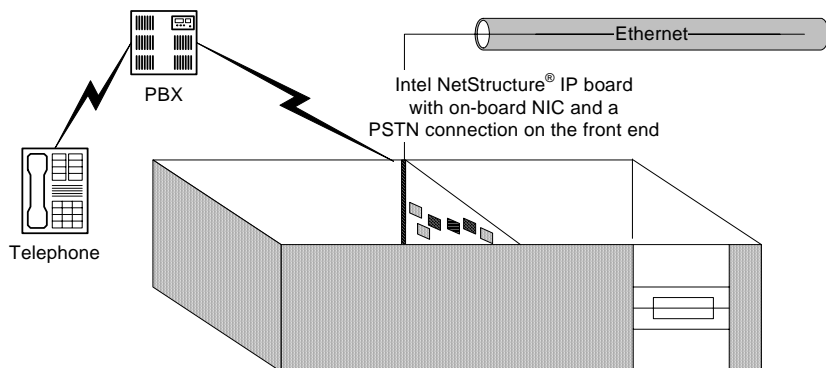 Ethernet
PBX
Intel NetStructure® IP board
with on-board NIC and a
PSTN connection on the front end
Telephone